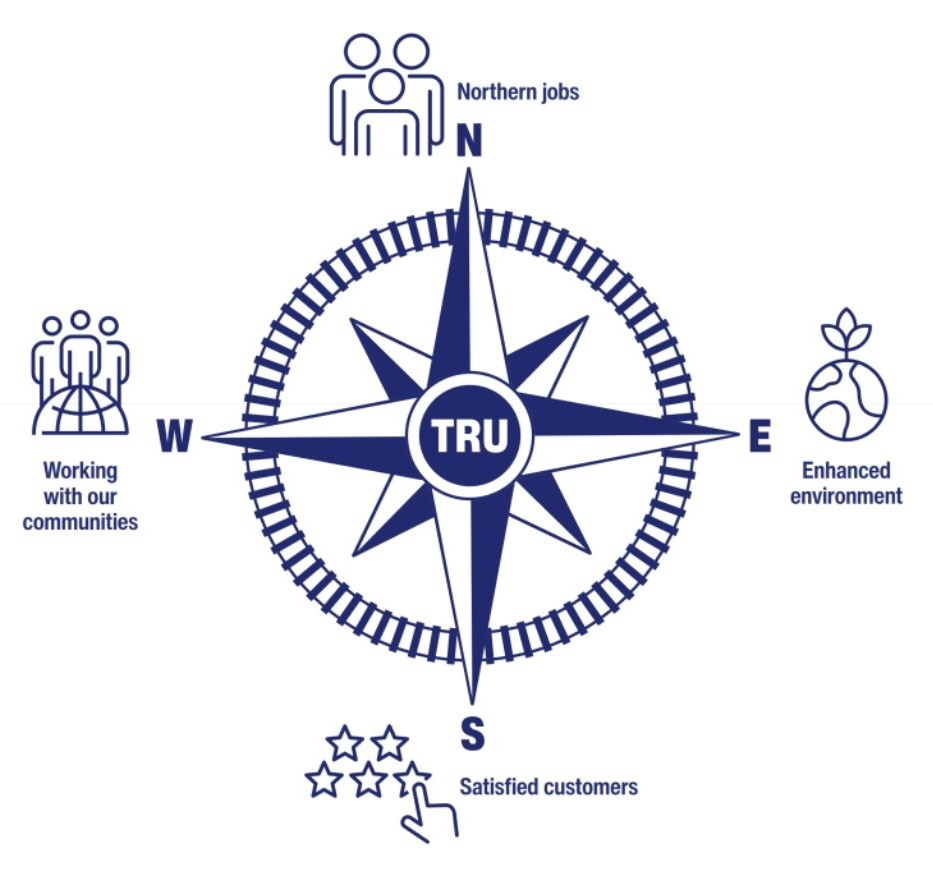 Northern jobs
N
W
TRU
E
Working
with our
communities
Enhanced
environment
S
Satisfied customers